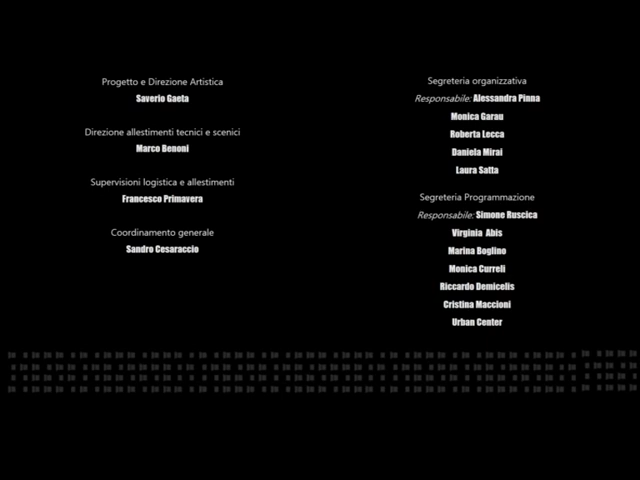 Progetto e Direzione Artistica
Saverio Gaeta
Direzione allestimenti tecnici e scenici
Marco Benoni
Supervisioni logistica e allestimenti
Francesco Primavera
Coordinamento generale
Sandro Cesaraccio
Segreteria organizzativa
Responsabile: Alessandra Pinna
Monica Garau
Roberta Lecca
Daniela Mirai
Laura Satta
Segreteria Programmazione
Responsabile: Simone Ruscica
Virginia Abis
Marina Boglino
Monica Curreli
Riccardo Demicelis
Cristina Maccioni
Urban Center